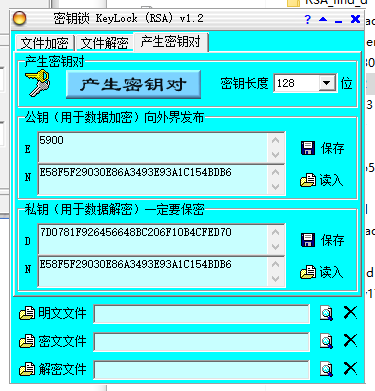 RSA_find_d
密钥锁 KeyLock (RSA) v1.2
文件加密 文件解密 产生密钥对
产生密钥对
产生密钥对 密钥长度 128 位
公钥（用于数据加密）向外界发布
E 5900 保存
N E58F5F29030E86A3493E93A1C154BDB6 读入
私钥（用于数据解密）一定要保密
D 7D0781F926456648BC206F10B4CFED70 保存
N E58F5F29030E86A3493E93A1C154BDB6 读入
明文文件
密文文件
解密文件